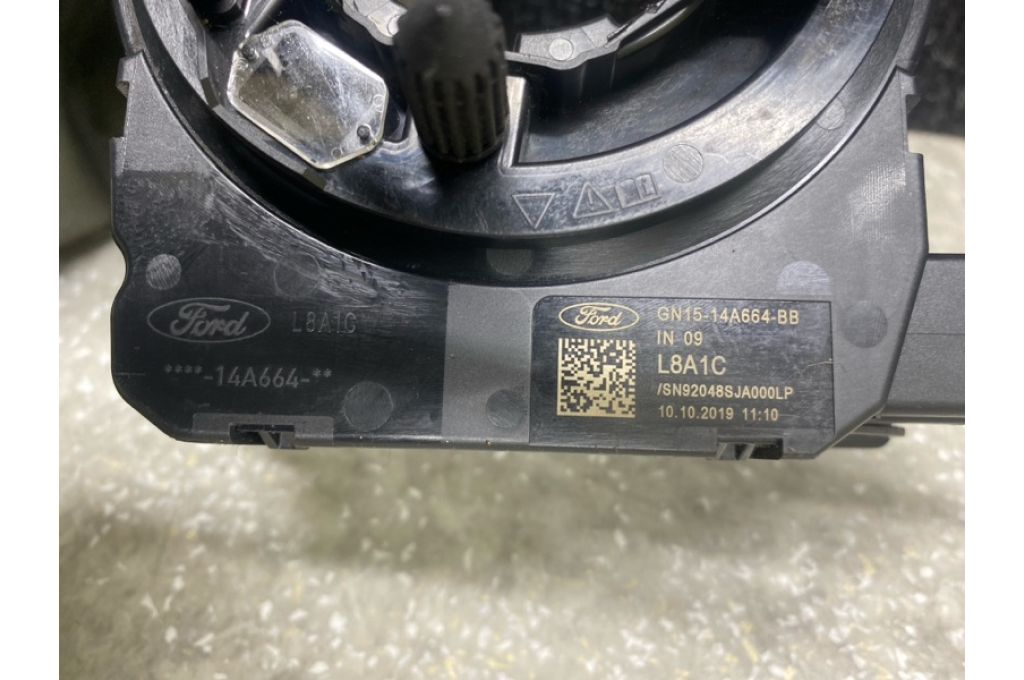 Ford L8A1C
****-14A664-**
Ford GN15-14A664-BB
IN 09
L8A1C
/SN92048SJA000LP
10.10.2019 11:10